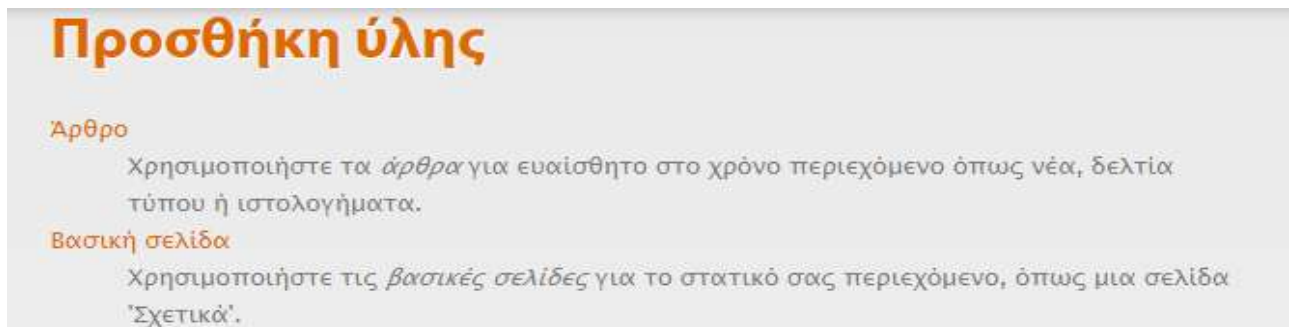 Προσθήκη ύλης
Άρθρο
Χρησιμοποιήστε τα άρθρα για ευαίσθητο στο χρόνο περιεχόμενο όπως νέα, δελτία
τύπου ή ιστολογήματα.
Βασική σελίδα
Χρησιμοποιήστε τις βασικές σελίδες για το στατικό σας περιεχόμενο, όπως μια σελίδα
'Σχετικά'.